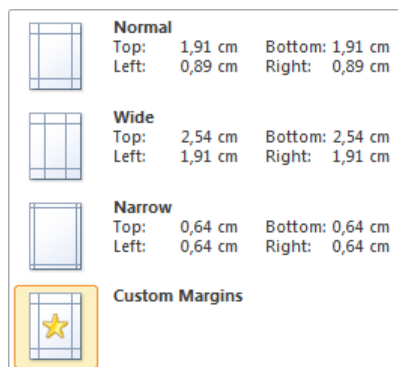 Normal
Top: 1,91 cm Bottom: 1,91 cm
Left: 0,89 cm Right: 0,89 cm
Wide
Top: 2,54 cm Bottom: 2,54 cm
Left: 1,91 cm Right: 1,91 cm
Narrow
Top: 0,64 cm Bottom: 0,64 cm
Left: 0,64 cm Right: 0,64 cm
Custom Margins